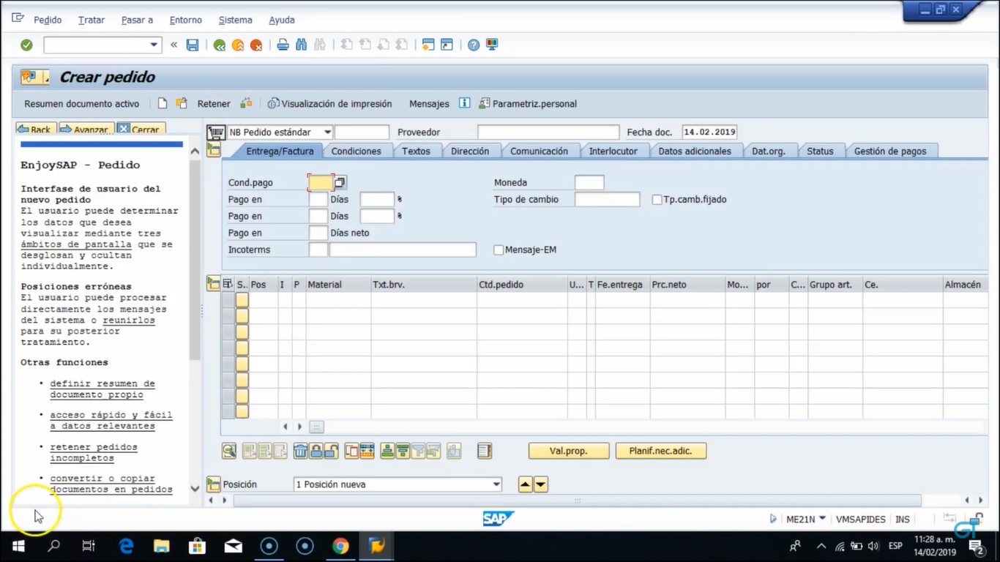 Pedido Tratar Pasar a Entorno Sistema Ayuda
Crear pedido
Resumen documento activo Retener Visualización de impresión Mensajes Parametriz.personal
Back Avanzar Cerrar
EnjoySAP - Pedido
Interfase de usuario del
nuevo pedido
El usuario puede determinar
los datos que desea
visualizar mediante tres
ámbitos de pantalla que se
desglosan y ocultan
individualmente.
Posiciones erróneas
El usuario puede procesar
directamente los mensajes
del sistema o reunirlos
para su posterior
tratamiento.
Otras funciones
• definir resumen de
documento propio
• acceso rápido y fácil
a datos relevantes
• retener pedidos
incompletos
• convertir o copiar
documentos en pedidos
NB Pedido estándar Proveedor Fecha doc. 14.02.2019
Entrega/Factura Condiciones Textos Dirección Comunicación Interlocutor Datos adicionales Dat.org. Status Gestión de pagos
Cond.pago Moneda
Pago en Días % Tipo de cambio Tp.camb.fijado
Pago en Días %
Pago en Días neto
Incoterms Mensaje-EM
S.. Pos I P Material Txt.brv. Ctd.pedido U... T Fe.entrega Prc.neto Mo... por C... Grupo art. Ce. Almacén
Val.prop. Planif.nec.adic.
Posición 1 Posición nueva
SAP ME21N VMSAPIDES INS
GT
ESP 11:28 a. m.
14/02/2019 2